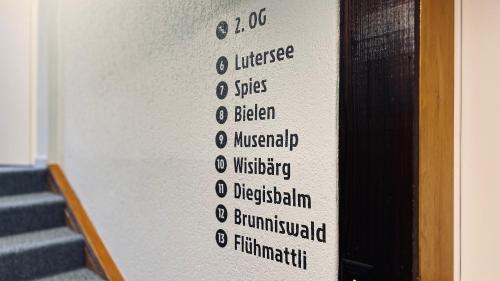 2. OG
6 Lutersee
7 Spies
8 Bielen
9 Musenalp
10 Wisibärg
11 Diegisbalm
12 Brunniswald
13 Flühmattli